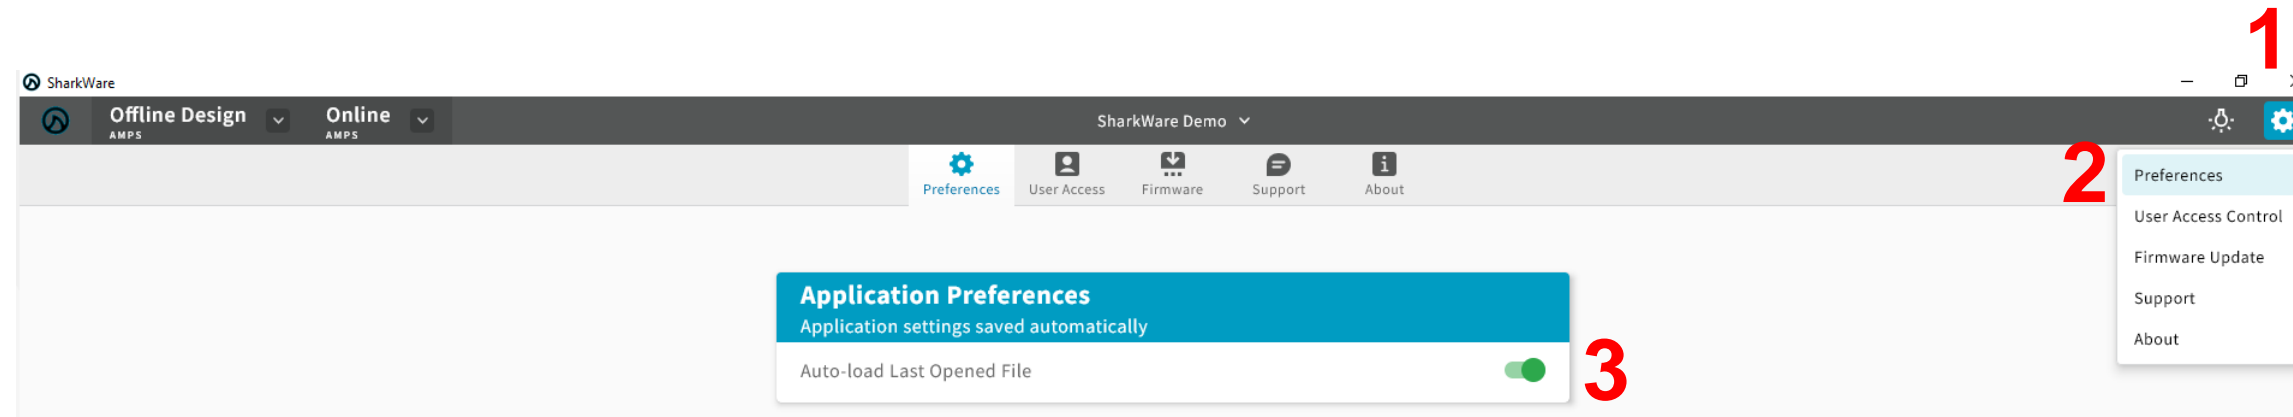 1
SharkWare
Offline Design
AMPS
Online
AMPS
SharkWare Demo
Preferences
User Access
Firmware
Support
About
2
Preferences
User Access Control
Firmware Update
Support
About
Application Preferences
Application settings saved automatically
Auto-load Last Opened File
3